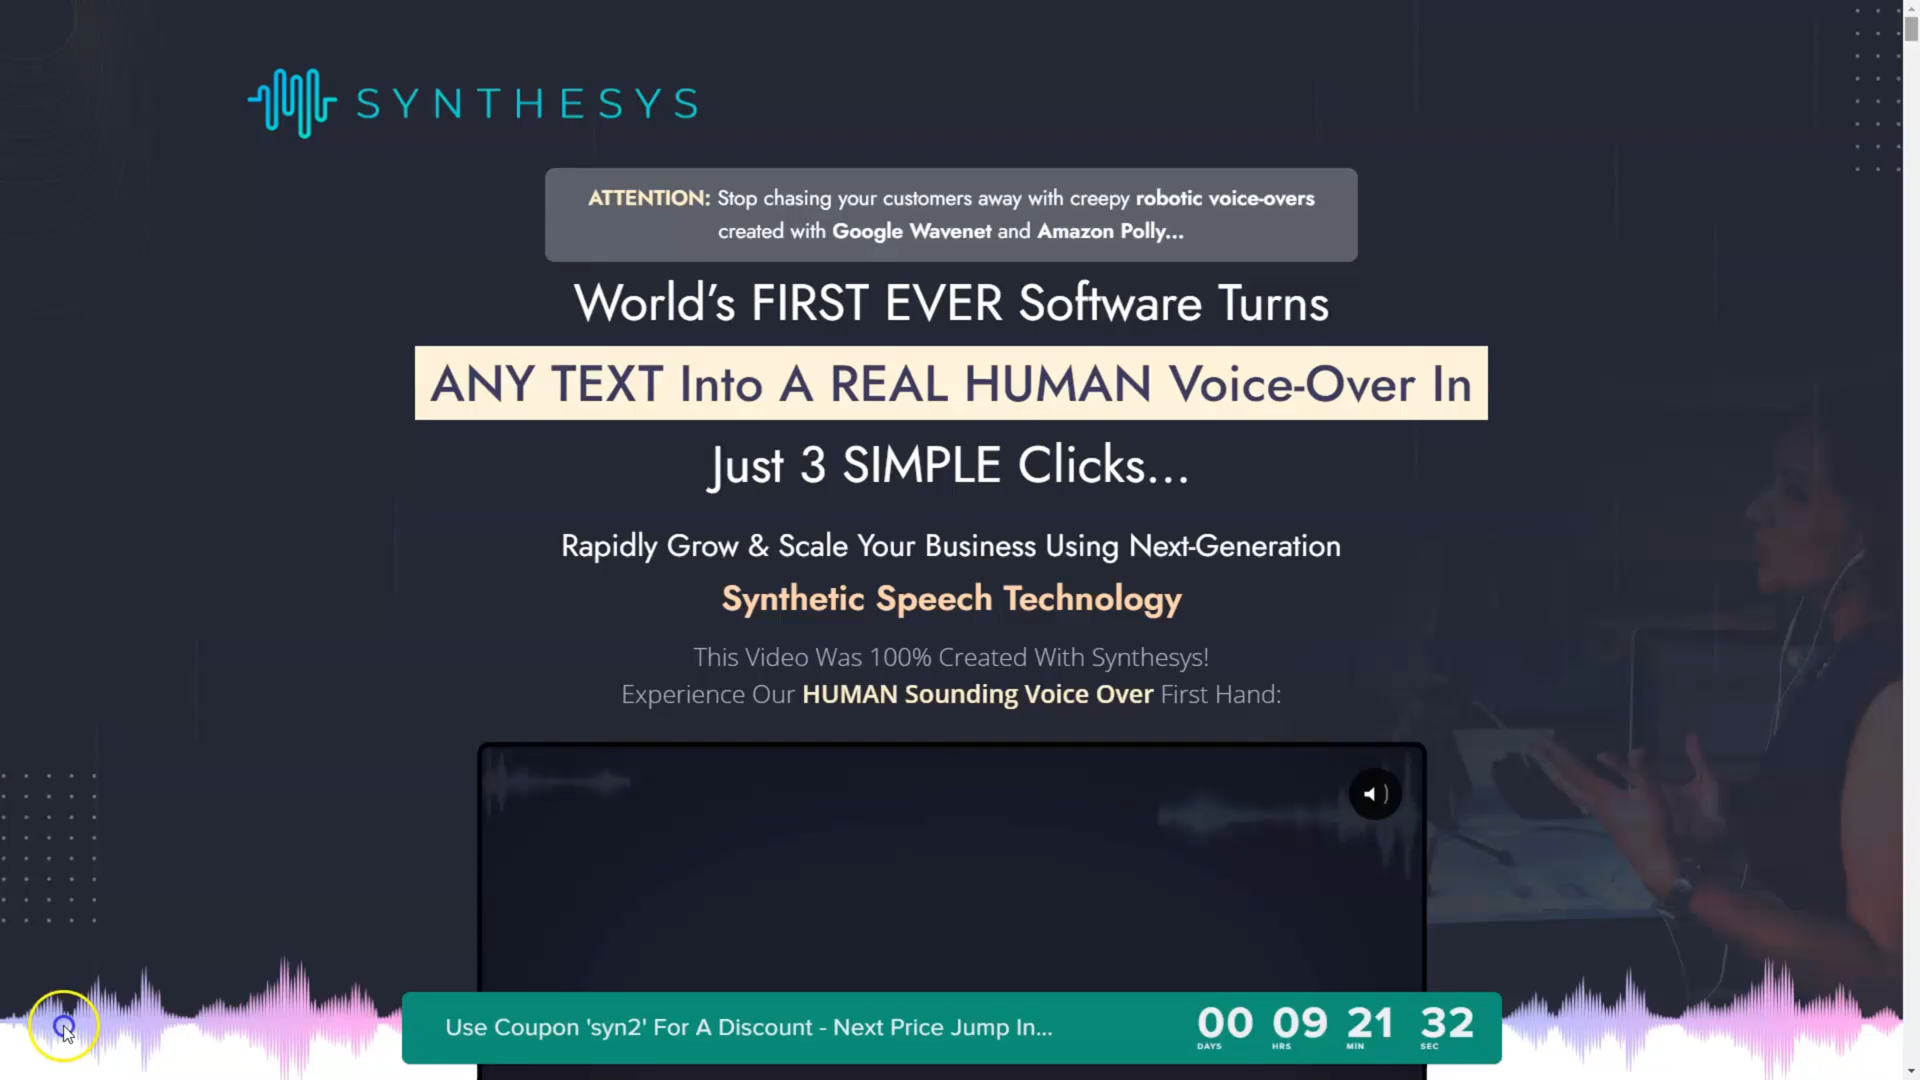 SYNTHESYS
ATTENTION: Stop chasing your customers away with creepy robotic voice-overs
created with Google Wavenet and Amazon Polly...
World's FIRST EVER Software Turns
ANY TEXT Into A REAL HUMAN Voice-Over In
Just 3 SIMPLE Clicks...
Rapidly Grow & Scale Your Business Using Next-Generation
Synthetic Speech Technology
This Video Was 100% Created With Synthesys!
Experience Our HUMAN Sounding Voice Over First Hand:
Use Coupon 'syn2' For A Discount - Next Price Jump In...
00 09 21 32
DAYS HRS MIN SEC